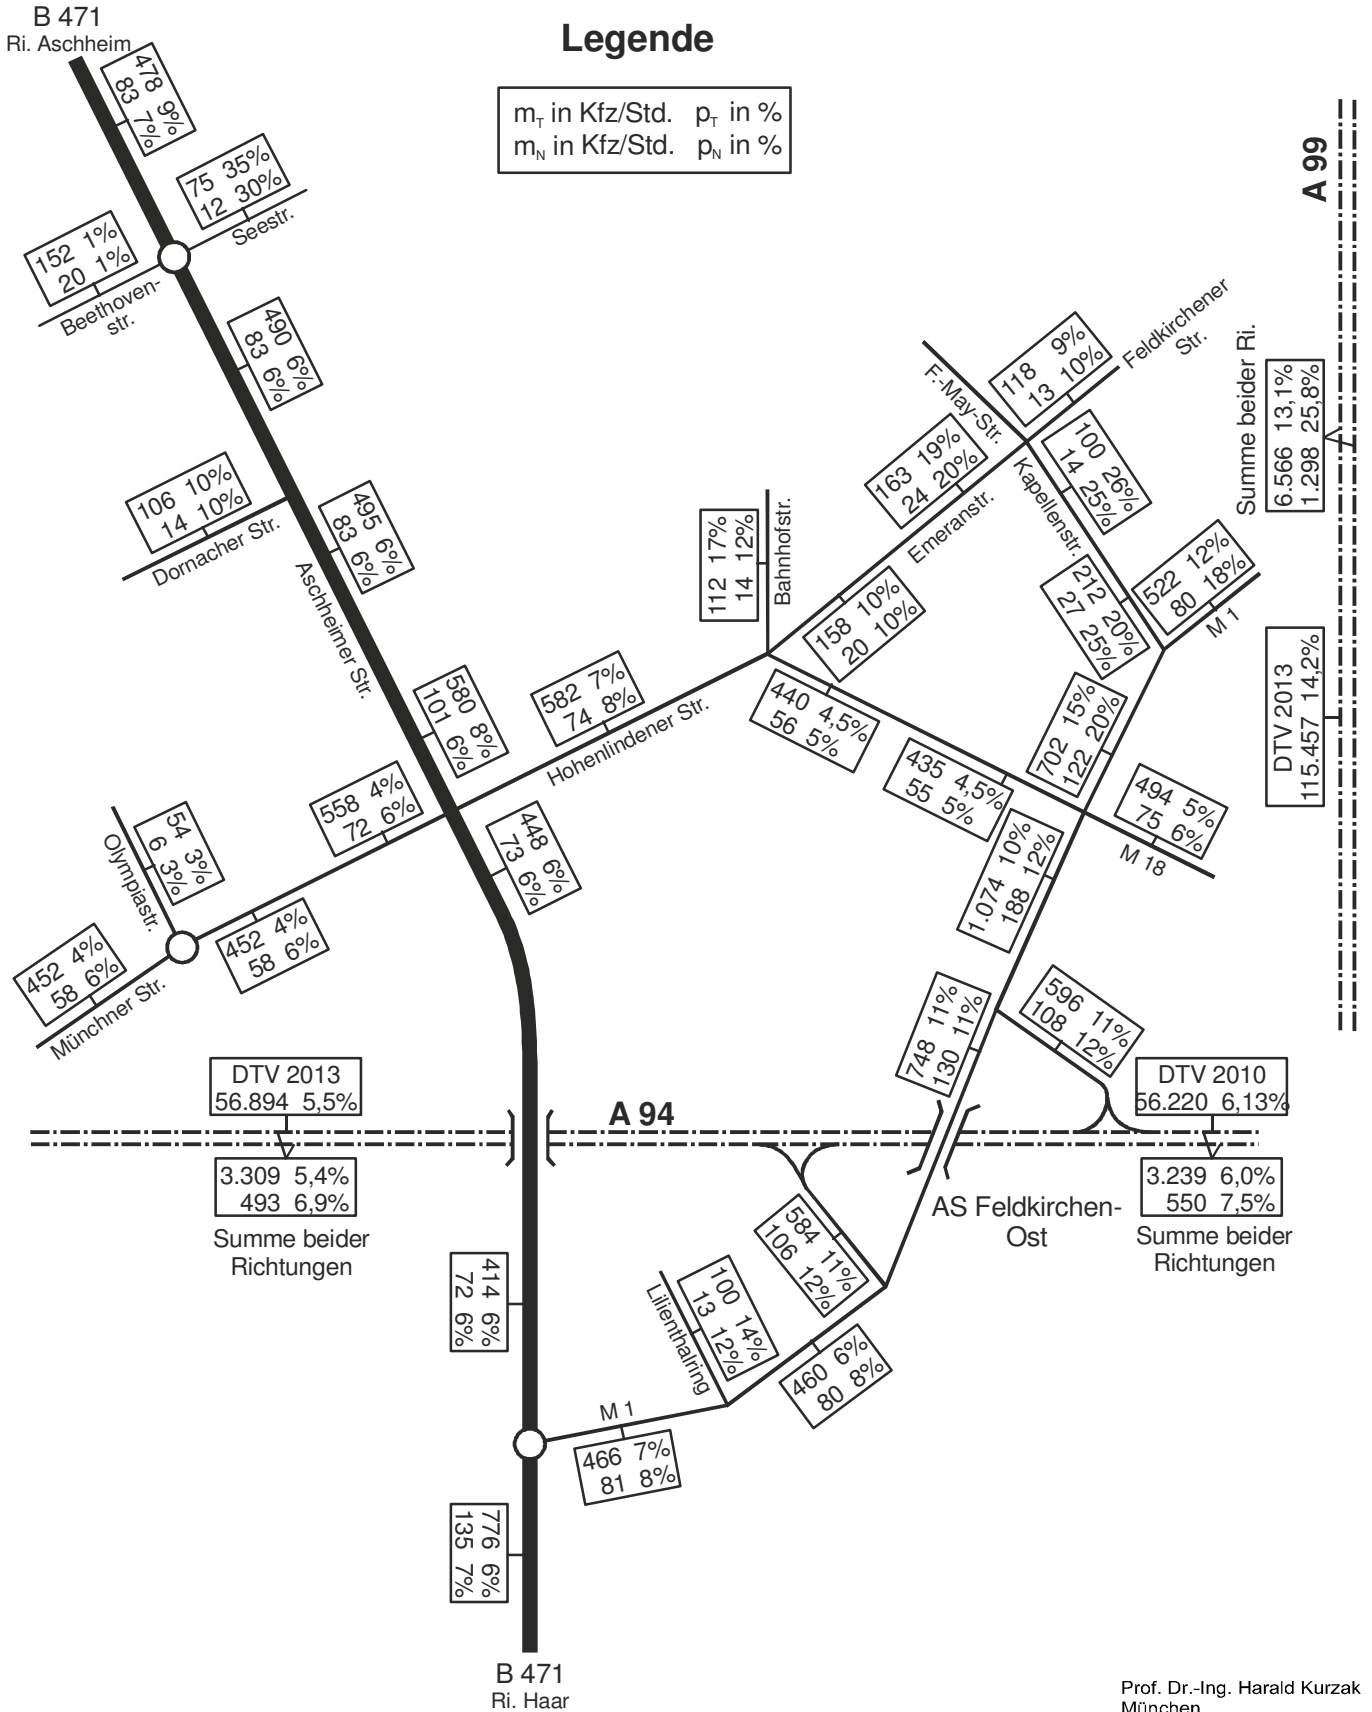 B 471
Ri. Aschheim
Legende
m_T in Kfz/Std. p_T in %
m_N in Kfz/Std. p_N in %
478 9%
83 7%
75 35%
12 30%
Seestr.
152 1%
20 1%
Beethoven-
str.
490 6%
83 6%
106 10%
14 10%
Dornacher Str.
495 6%
83 6%
Aschheimer Str.
580 8%
101 6%
582 7%
74 8%
Hohenlindener Str.
558 4%
72 6%
448 6%
73 6%
54 3%
6 3%
Olympiastr.
452 4%
58 6%
452 4%
58 6%
Münchner Str.
112 17%
14 12%
Bahnhofstr.
163 19%
24 20%
Emeranstr.
158 10%
20 10%
F.-May-Str.
118 9%
13 10%
Feldkirchener
Str.
100 26%
14 25%
Kapellenstr.
212 20%
27 25%
522 12%
80 18%
M 1
440 4,5%
56 5%
435 4,5%
55 5%
702 15%
122 20%
494 5%
75 6%
M 18
1.074 10%
188 12%
748 11%
130 11%
596 11%
108 12%
A 99
Summe beider Ri.
6.566 13,1%
1.298 25,8%
DTV 2013
115.457 14,2%
DTV 2013
56.894 5,5%
A 94
3.309 5,4%
493 6,9%
Summe beider
Richtungen
DTV 2010
56.220 6,13%
3.239 6,0%
550 7,5%
Summe beider
Richtungen
AS Feldkirchen-
Ost
584 11%
106 12%
100 14%
13 12%
Lilienthalring
460 6%
80 8%
414 6%
72 6%
M 1
466 7%
81 8%
776 6%
135 7%
B 471
Ri. Haar
Prof. Dr.-Ing. Harald Kurzak
München